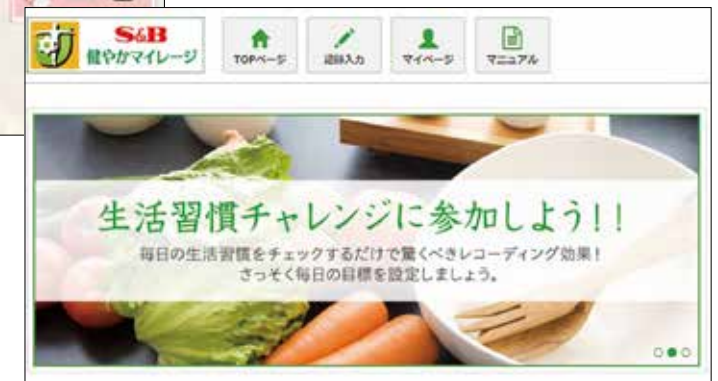 す
S&B
健やかマイレージ
TOPページ
記録入力
マイページ
マニュアル
生活習慣チャレンジに参加しよう!!
毎日の生活習慣をチェックするだけで驚くべきレコーディング効果!
さっそく毎日の目標を設定しましょう。